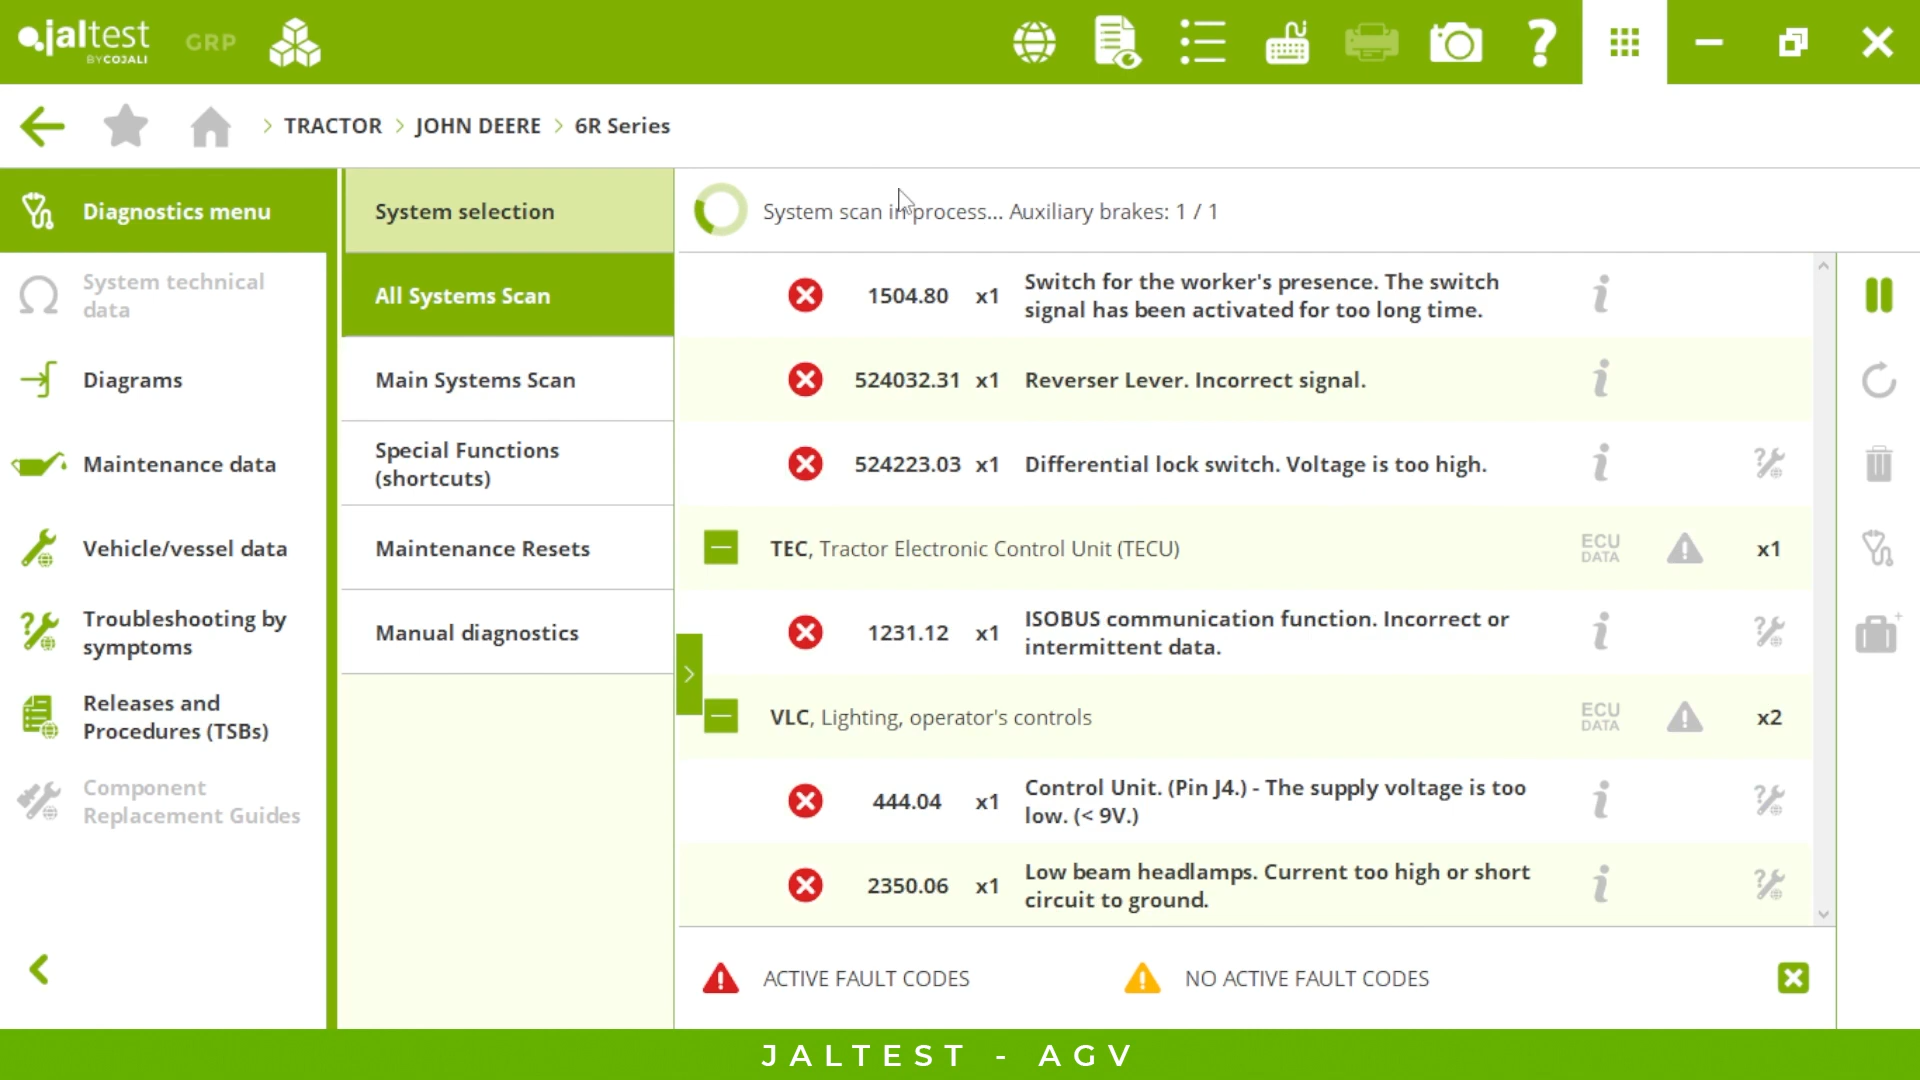 jaltest
BY COJALI
GRP
> TRACTOR > JOHN DEERE > 6R Series
Diagnostics menu
System technical
data
Diagrams
Maintenance data
Vehicle/vessel data
Troubleshooting by
symptoms
Releases and
Procedures (TSBs)
Component
Replacement Guides
System selection
All Systems Scan
Main Systems Scan
Special Functions
(shortcuts)
Maintenance Resets
Manual diagnostics
System scan in process... Auxiliary brakes: 1 / 1
1504.80 x1 Switch for the worker's presence. The switch
signal has been activated for too long time.
524032.31 x1 Reverser Lever. Incorrect signal.
524223.03 x1 Differential lock switch. Voltage is too high.
TEC, Tractor Electronic Control Unit (TECU) ECU DATA x1
1231.12 x1 ISOBUS communication function. Incorrect or
intermittent data.
VLC, Lighting, operator's controls ECU DATA x2
444.04 x1 Control Unit. (Pin J4.) - The supply voltage is too
low. (< 9V.)
2350.06 x1 Low beam headlamps. Current too high or short
circuit to ground.
ACTIVE FAULT CODES
NO ACTIVE FAULT CODES
JALTEST - AGV